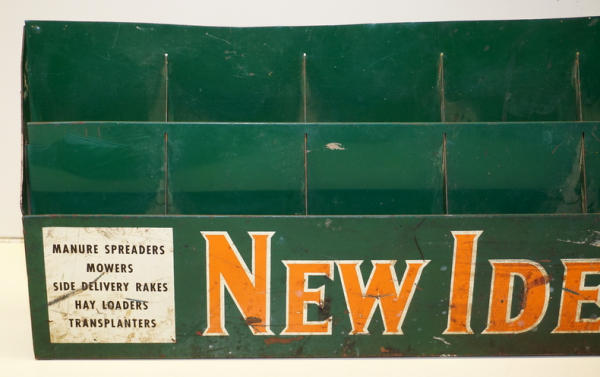 MANURE SPREADERS
MOWERS
SIDE DELIVERY RAKES
HAY LOADERS
TRANSPLANTERS
NEW IDE